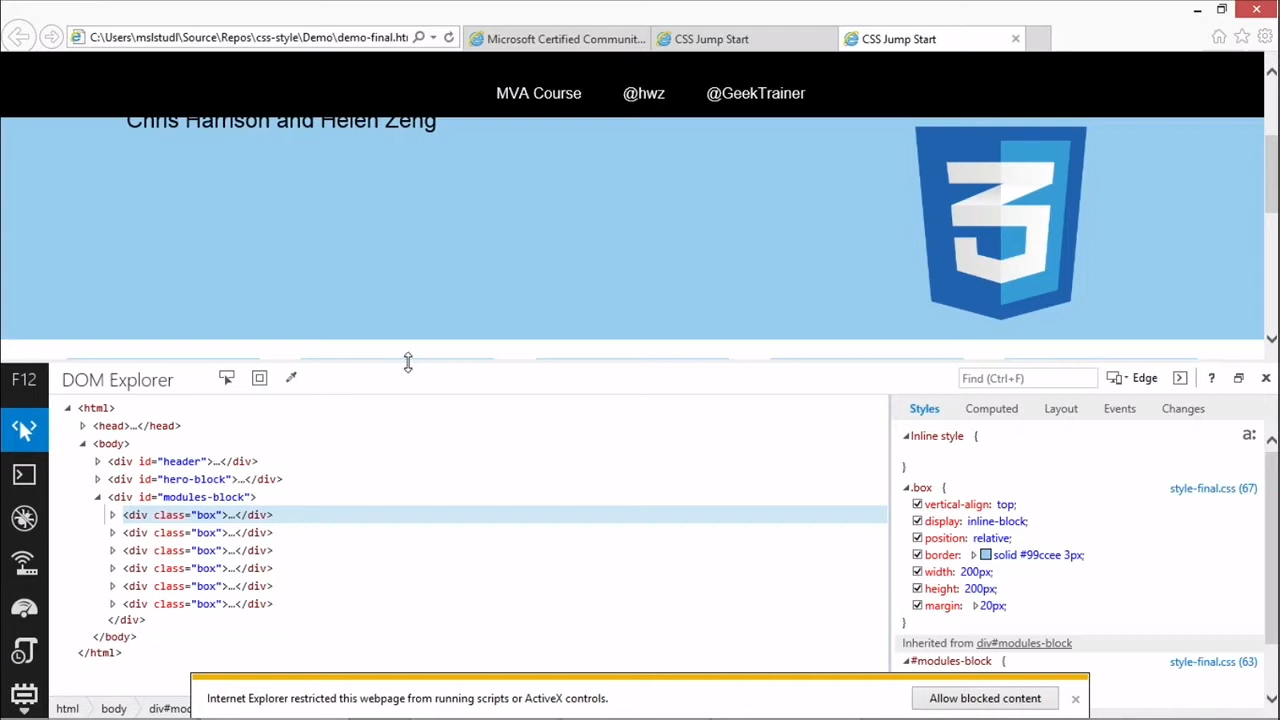 C:\Users\mslstudl\Source\Repos\css-style\Demo\demo-final.htr
Microsoft Certified Communit...
CSS Jump Start
CSS Jump Start
MVA Course @hwz @GeekTrainer
Chris Harrison and Helen Zeng
F12 DOM Explorer Find (Ctrl+F) Edge ?
<html>
<head>...</head>
<body>
<div id="header">...</div>
<div id="hero-block">...</div>
<div id="modules-block">
<div class="box">...</div>
<div class="box">...</div>
<div class="box">...</div>
<div class="box">...</div>
<div class="box">...</div>
<div class="box">...</div>
</div>
</body>
</html>
html body div#mod
Styles Computed Layout Events Changes
Inline style {
a:
}
.box { style-final.css (67)
vertical-align: top;
display: inline-block;
position: relative;
border: solid #99ccee 3px;
width: 200px;
height: 200px;
margin: 20px;
}
Inherited from div#modules-block
#modules-block { style-final.css (63)
Internet Explorer restricted this webpage from running scripts or ActiveX controls. Allow blocked content